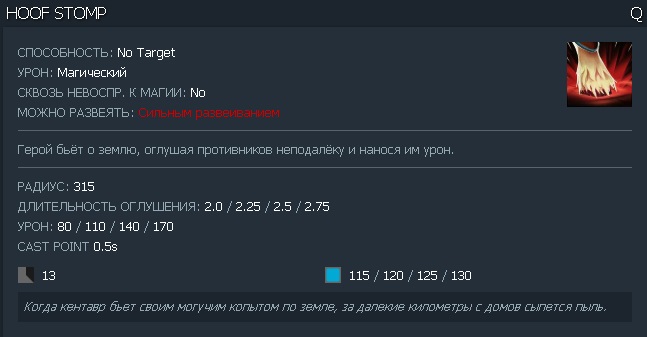 HOOF STOMP Q
СПОСОБНОСТЬ: No Target
УРОН: Магический
СКВОЗЬ НЕВОСПР. К МАГИИ: No
МОЖНО РАЗВЕЯТЬ: Сильным развеиванием
Герой бьёт о землю, оглушая противников неподалёку и нанося им урон.
РАДИУС: 315
ДЛИТЕЛЬНОСТЬ ОГЛУШЕНИЯ: 2.0 / 2.25 / 2.5 / 2.75
УРОН: 80 / 110 / 140 / 170
CAST POINT 0.5s
13 115 / 120 / 125 / 130
Когда кентавр бьет своим могучим копытом по земле, за далекие километры с домов сыпется пыль.